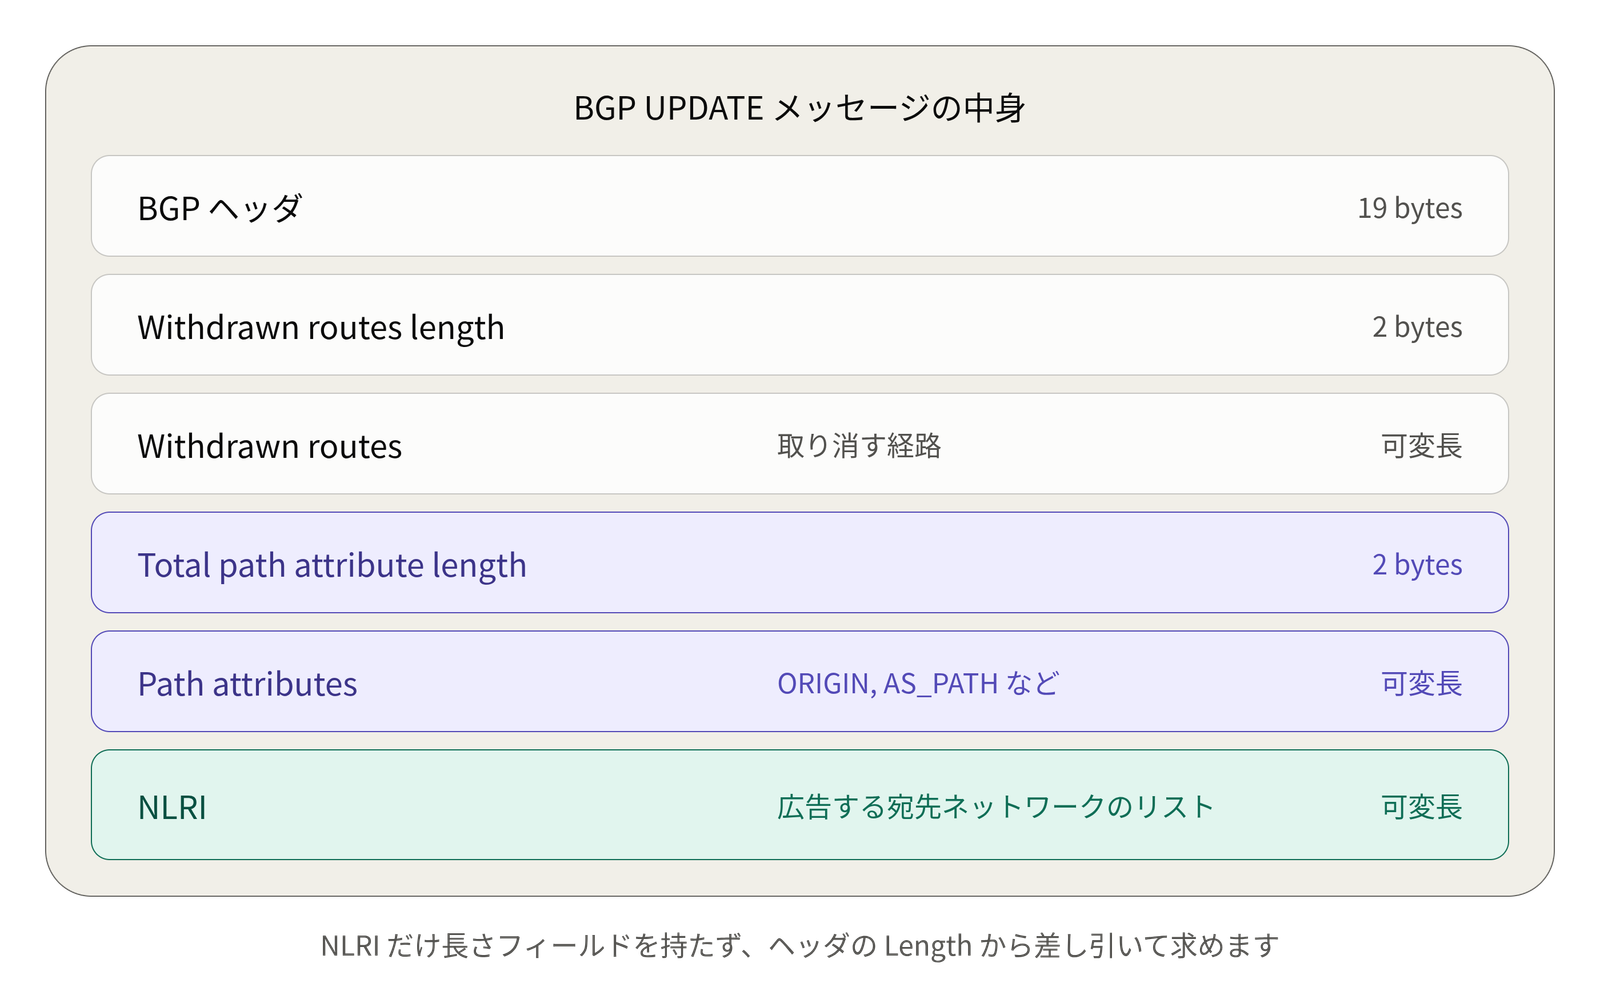 BGP UPDATE メッセージの中身
BGP ヘッダ 19 bytes
Withdrawn routes length 2 bytes
Withdrawn routes 取り消す経路 可変長
Total path attribute length 2 bytes
Path attributes ORIGIN, AS_PATH など 可変長
NLRI 広告する宛先ネットワークのリスト 可変長
NLRI だけ長さフィールドを持たず、ヘッダの Length から差し引いて求めます